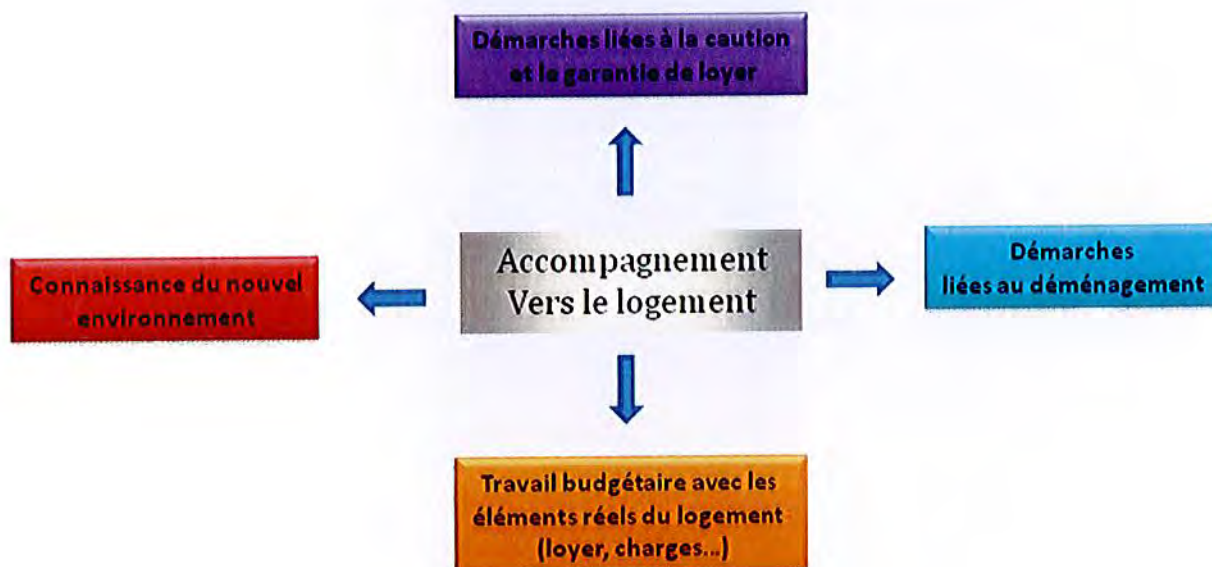 Démarches liées à la caution
et la garantie de loyer
Accompagnement
Vers le logement
Connaissance du nouvel
environnement
Démarches
liées au déménagement
Travail budgétaire avec les
éléments réels du logement
(loyer, charges...)